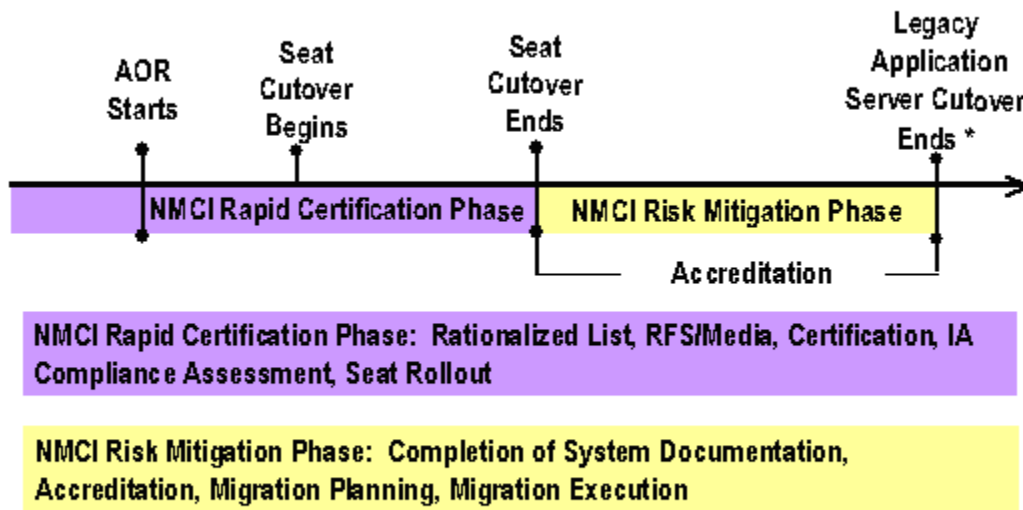 AOR
Starts
Seat
Cutover
Begins
Seat
Cutover
Ends
Legacy
Application
Server Cutover
Ends *
NMCI Rapid Certification Phase
NMCI Risk Mitigation Phase
Accreditation
NMCI Rapid Certification Phase: Rationalized List, RFS/Media, Certification, IA
Compliance Assessment, Seat Rollout
NMCI Risk Mitigation Phase: Completion of System Documentation,
Accreditation, Migration Planning, Migration Execution